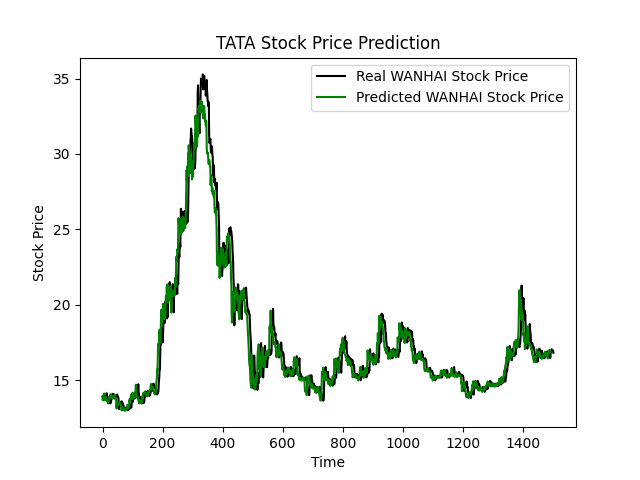 TATA Stock Price Prediction
Real WANHAI Stock Price
Predicted WANHAI Stock Price
Stock Price
35
30
25
20
15
0 200 400 600 800 1000 1200 1400
Time